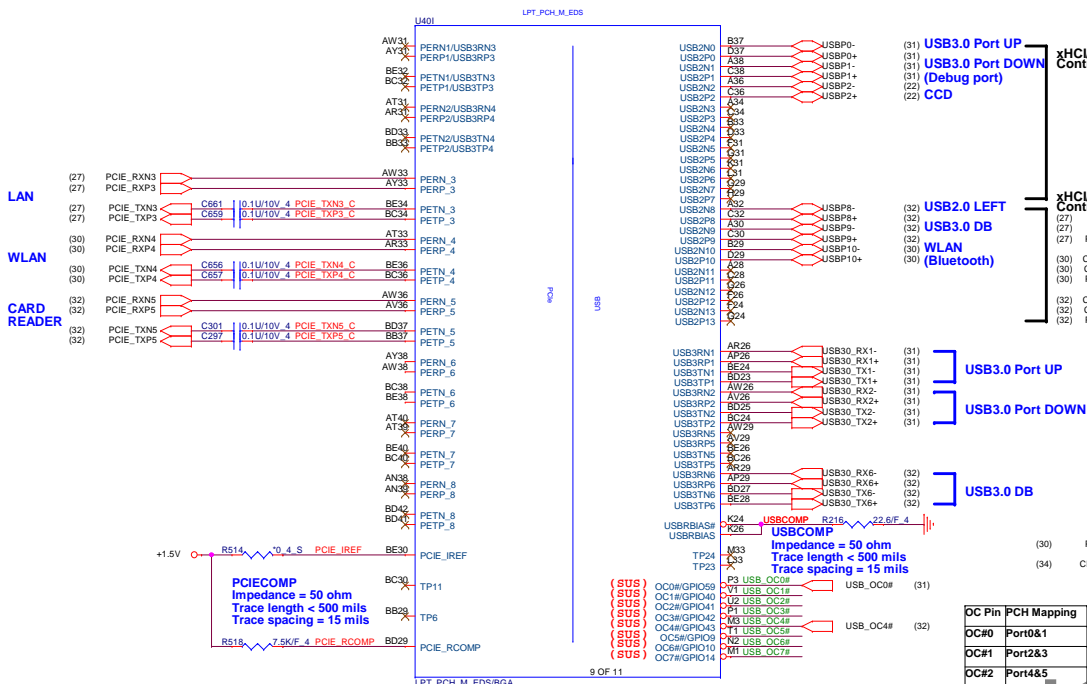 LPT_PCH_M_EDS
U40I
AW31 PERN1/USB3RN3
AY31 PERP1/USB3RP3
BE32 PETN1/USB3TN3
BC32 PETP1/USB3TP3
AT31 PERN2/USB3RN4
AR31 PERP2/USB3RP4
BD33 PETN2/USB3TN4
BB33 PETP2/USB3TP4
LAN
(27) PCIE_RXN3 AW33 PERN_3
(27) PCIE_RXP3 AY33 PERP_3
(27) PCIE_TXN3 C661 0.1U/10V_4 PCIE_TXN3_C BE34 PETN_3
(27) PCIE_TXP3 C659 0.1U/10V_4 PCIE_TXP3_C BC34 PETP_3
WLAN
(30) PCIE_RXN4 AT33 PERN_4
(30) PCIE_RXP4 AR33 PERP_4
(30) PCIE_TXN4 C656 0.1U/10V_4 PCIE_TXN4_C BE36 PETN_4
(30) PCIE_TXP4 C657 0.1U/10V_4 PCIE_TXP4_C BC36 PETP_4
CARD
READER
(32) PCIE_RXN5 AW36 PERN_5
(32) PCIE_RXP5 AV36 PERP_5
(32) PCIE_TXN5 C301 0.1U/10V_4 PCIE_TXN5_C BD37 PETN_5
(32) PCIE_TXP5 C297 0.1U/10V_4 PCIE_TXP5_C BB37 PETP_5
AY38 PERN_6
AW38 PERP_6
BC38 PETN_6
BE38 PETP_6
AT40 PERN_7
AT39 PERP_7
BE40 PETN_7
BC40 PETP_7
AN38 PERN_8
AN39 PERP_8
BD42 PETN_8
BD41 PETP_8
+1.5V R514 *0_4_S PCIE_IREF BE30 PCIE_IREF
PCIECOMP
Impedance = 50 ohm
Trace length < 500 mils
Trace spacing = 15 mils
BC30 TP11
BB29 TP6
R518 7.5K/F_4 PCIE_RCOMP BD29 PCIE_RCOMP
PCIe
USB
USB2N0 B37 USBP0- (31) USB3.0 Port UP
USB2P0 D37 USBP0+ (31)
USB2N1 A38 USBP1- (31) USB3.0 Port DOWN
USB2P1 C38 USBP1+ (31) (Debug port)
USB2N2 A36 USBP2- (22)
USB2P2 C36 USBP2+ (22) CCD
USB2N3 A34
USB2P3 C34
USB2N4 B33
USB2P4 D33
USB2N5 F31
USB2P5 G31
USB2N6 K31
USB2P6 L31
USB2N7 G29
USB2P7 H29
USB2N8 A32 USBP8- (32) USB2.0 LEFT
USB2P8 C32 USBP8+ (32)
USB2N9 A30 USBP9- (32) USB3.0 DB
USB2P9 C30 USBP9+ (32)
USB2N10 B29 USBP10- (30) WLAN
USB2P10 D29 USBP10+ (30) (Bluetooth)
USB2N11 A28
USB2P11 C28
USB2N12 G26
USB2P12 F26
USB2N13 F24
USB2P13 G24
USB3RN1 AR26 USB30_RX1- (31)
USB3RP1 AP26 USB30_RX1+ (31)
USB3TN1 BE24 USB30_TX1- (31)
USB3TP1 BD23 USB30_TX1+ (31)
USB3.0 Port UP
USB3RN2 AW26 USB30_RX2- (31)
USB3RP2 AV26 USB30_RX2+ (31)
USB3TN2 BD25 USB30_TX2- (31)
USB3TP2 BC24 USB30_TX2+ (31)
USB3.0 Port DOWN
USB3RN5 AW29
USB3RP5 AV29
USB3TN5 BE26
USB3TP5 BC26
USB3RN6 AR29 USB30_RX6- (32)
USB3RP6 AP29 USB30_RX6+ (32)
USB3TN6 BD27 USB30_TX6- (32)
USB3TP6 BE28 USB30_TX6+ (32)
USB3.0 DB
USBRBIAS# K24 USBCOMP R216 22.6/F_4
USBRBIAS K26
USBCOMP
Impedance = 50 ohm
Trace length < 500 mils
Trace spacing = 15 mils
TP24 M33
TP23 L33
(SUS) OC0#/GPIO59 P3 USB_OC0# USB_OC0# (31)
(SUS) OC1#/GPIO40 V1 USB_OC1#
(SUS) OC2#/GPIO41 U2 USB_OC2#
(SUS) OC3#/GPIO42 P1 USB_OC3#
(SUS) OC4#/GPIO43 M3 USB_OC4# USB_OC4# (32)
(SUS) OC5#/GPIO9 T1 USB_OC5#
(SUS) OC6#/GPIO10 N2 USB_OC6#
(SUS) OC7#/GPIO14 M1 USB_OC7#
9 OF 11
LPT_PCH_M_EDS/BGA
xHCI
Cont
xHCI
Cont
(27)
(27)
(30) C
(30) C
(30)
(32) C
(32) C
(32)
(30)
(34) C
OC Pin PCH Mapping
OC#0 Port0&1
OC#1 Port2&3
OC#2 Port4&5